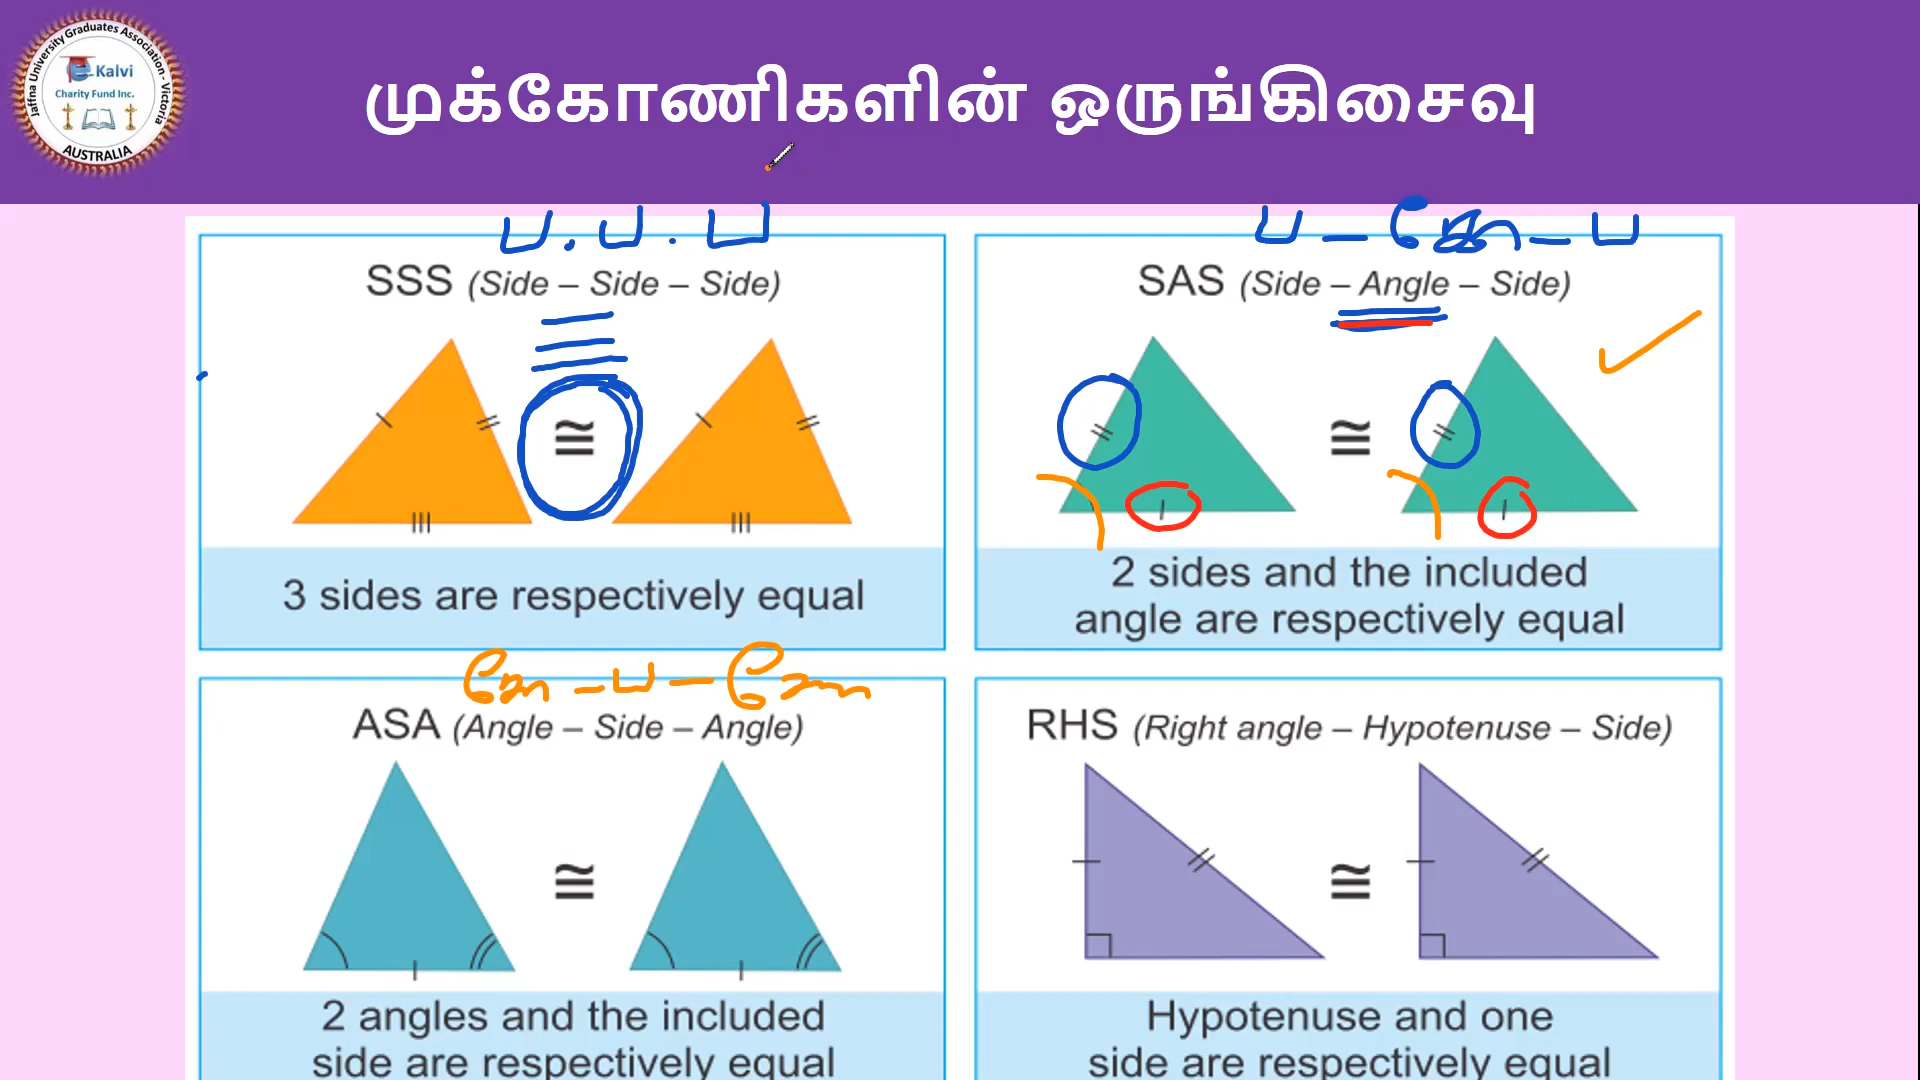 Jaffna University Graduates Association - Victoria
eKalvi
Charity Fund Inc.
AUSTRALIA
முக்கோணிகளின் ஒருங்கிசைவு
ப.ப.ப
SSS (Side – Side – Side)
≅
3 sides are respectively equal
ப – கோ – ப
SAS (Side – Angle – Side)
≅
2 sides and the included
angle are respectively equal
கோ – ப – கோ
ASA (Angle – Side – Angle)
≅
2 angles and the included
side are respectively equal
RHS (Right angle – Hypotenuse – Side)
≅
Hypotenuse and one
side are respectively equal